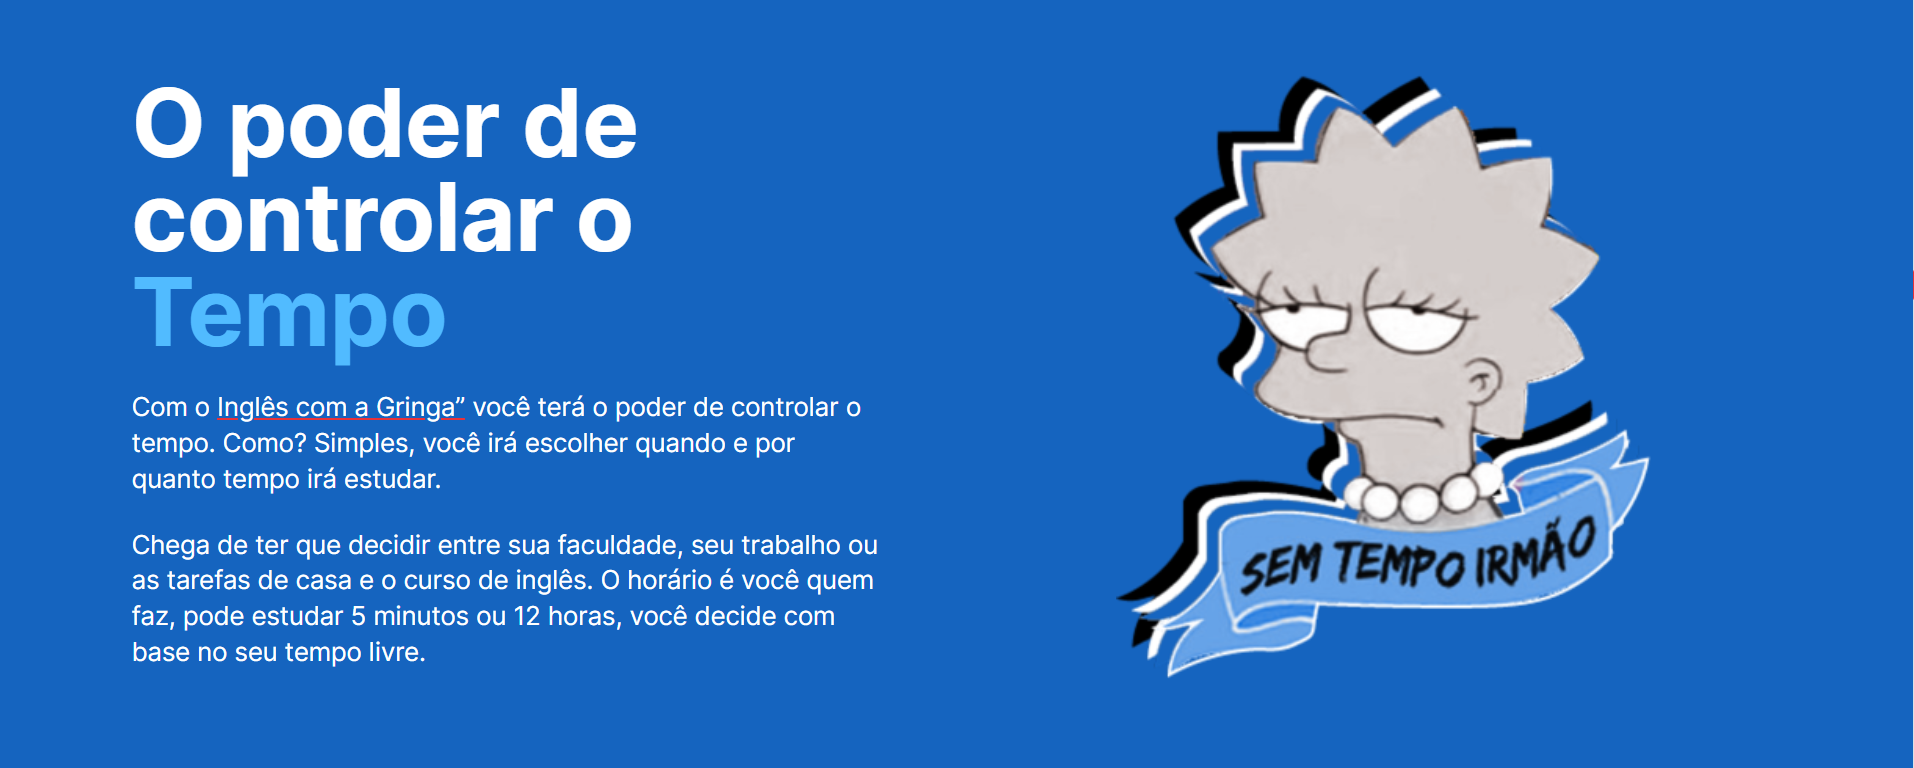 O poder de
controlar o
Tempo
Com o Inglês com a Gringa” você terá o poder de controlar o
tempo. Como? Simples, você irá escolher quando e por
quanto tempo irá estudar.
Chega de ter que decidir entre sua faculdade, seu trabalho ou
as tarefas de casa e o curso de inglês. O horário é você quem
faz, pode estudar 5 minutos ou 12 horas, você decide com
base no seu tempo livre.
SEM TEMPO IRMÃO